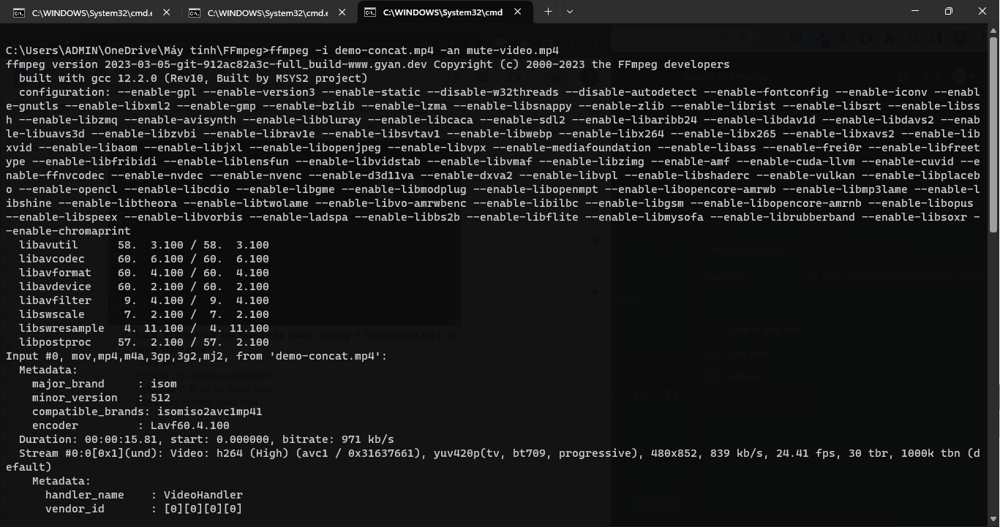 C:\WINDOWS\System32\cmd.e
C:\WINDOWS\System32\cmd.e
C:\WINDOWS\System32\cmd
C:\Users\ADMIN\OneDrive\Máy tính\FFmpeg>ffmpeg -i demo-concat.mp4 -an mute-video.mp4
ffmpeg version 2023-03-05-git-912ac82a3c-full_build-www.gyan.dev Copyright (c) 2000-2023 the FFmpeg developers
built with gcc 12.2.0 (Rev10, Built by MSYS2 project)
configuration: --enable-gpl --enable-version3 --enable-static --disable-w32threads --disable-autodetect --enable-fontconfig --enable-iconv --enabl
e-gnutls --enable-libxml2 --enable-gmp --enable-bzlib --enable-lzma --enable-libsnappy --enable-zlib --enable-librist --enable-libsrt --enable-libss
h --enable-libzmq --enable-avisynth --enable-libbluray --enable-libcaca --enable-sdl2 --enable-libaribb24 --enable-libdav1d --enable-libdavs2 --enab
le-libuavs3d --enable-libzvbi --enable-librav1e --enable-libsvtav1 --enable-libwebp --enable-libx264 --enable-libx265 --enable-libxavs2 --enable-lib
xvid --enable-libaom --enable-libjxl --enable-libopenjpeg --enable-libvpx --enable-mediafoundation --enable-libass --enable-frei0r --enable-libfreet
ype --enable-libfribidi --enable-liblensfun --enable-libvidstab --enable-libvmaf --enable-libzimg --enable-amf --enable-cuda-llvm --enable-cuvid --e
nable-ffnvcodec --enable-nvdec --enable-nvenc --enable-d3d11va --enable-dxva2 --enable-libvpl --enable-libshaderc --enable-vulkan --enable-libplaceb
o --enable-opencl --enable-libcdio --enable-libgme --enable-libmodplug --enable-libopenmpt --enable-libopencore-amrwb --enable-libmp3lame --enable-l
ibshine --enable-libtheora --enable-libtwolame --enable-libvo-amrwbenc --enable-libilbc --enable-libgsm --enable-libopencore-amrnb --enable-libopus
--enable-libspeex --enable-libvorbis --enable-ladspa --enable-libbs2b --enable-libflite --enable-libmysofa --enable-librubberband --enable-libsoxr -
-enable-chromaprint
libavutil      58.  3.100 / 58.  3.100
libavcodec     60.  6.100 / 60.  6.100
libavformat    60.  4.100 / 60.  4.100
libavdevice    60.  2.100 / 60.  2.100
libavfilter     9.  4.100 /  9.  4.100
libswscale      7.  2.100 /  7.  2.100
libswresample   4. 11.100 /  4. 11.100
libpostproc    57.  2.100 / 57.  2.100
Input #0, mov,mp4,m4a,3gp,3g2,mj2, from 'demo-concat.mp4':
Metadata:
major_brand     : isom
minor_version   : 512
compatible_brands: isomiso2avc1mp41
encoder         : Lavf60.4.100
Duration: 00:00:15.81, start: 0.000000, bitrate: 971 kb/s
Stream #0:0[0x1](und): Video: h264 (High) (avc1 / 0x31637661), yuv420p(tv, bt709, progressive), 480x852, 839 kb/s, 24.41 fps, 30 tbr, 1000k tbn (d
efault)
Metadata:
handler_name    : VideoHandler
vendor_id       : [0][0][0][0]